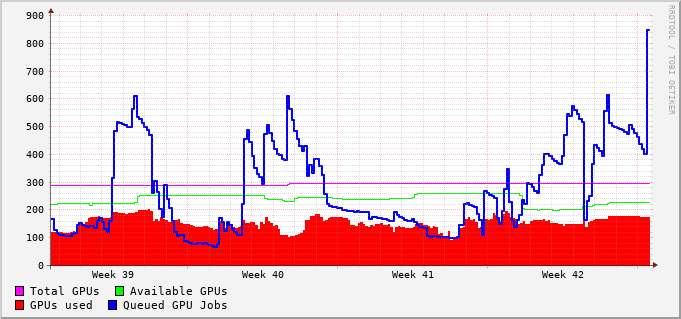 900
800
700
600
500
400
300
200
100
0
Week 39 Week 40 Week 41 Week 42
Total GPUs Available GPUs
GPUs used Queued GPU Jobs
RRDTOOL / TOBI OETIKER